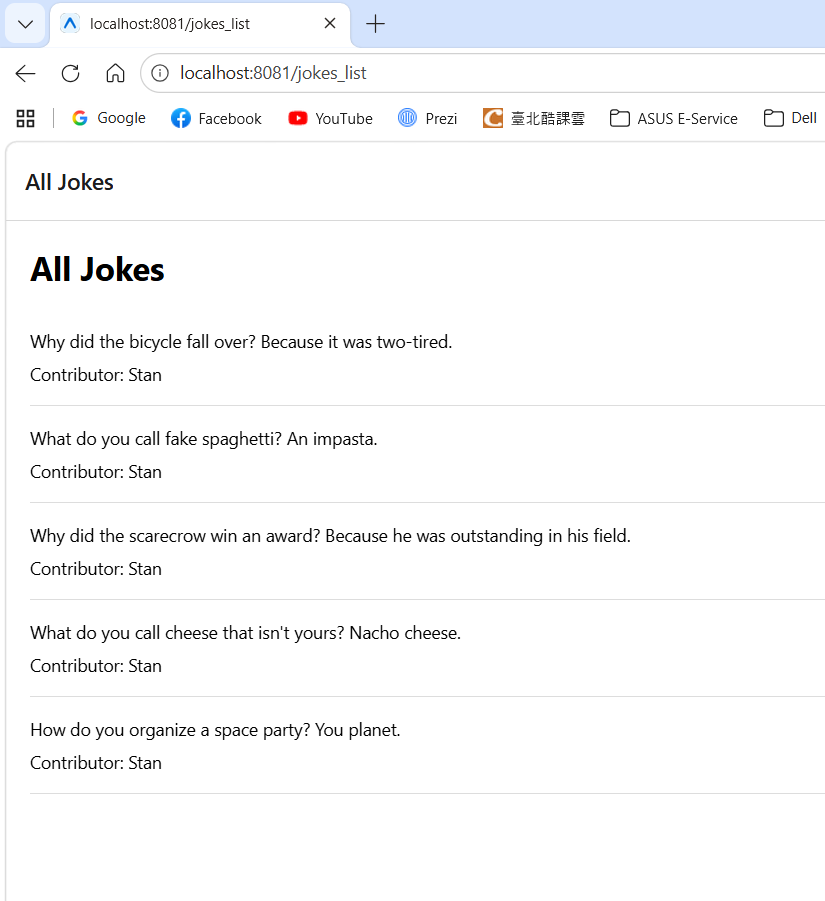 localhost:8081/jokes_list
localhost:8081/jokes_list
Google Facebook YouTube Prezi 臺北酷課雲 ASUS E-Service Dell
All Jokes
All Jokes
Why did the bicycle fall over? Because it was two-tired.
Contributor: Stan
What do you call fake spaghetti? An impasta.
Contributor: Stan
Why did the scarecrow win an award? Because he was outstanding in his field.
Contributor: Stan
What do you call cheese that isn't yours? Nacho cheese.
Contributor: Stan
How do you organize a space party? You planet.
Contributor: Stan